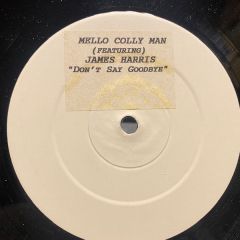 MELLO COLLY MAN
(FEATURING)
JAMES HARRIS
"DON'T SAY GOODBYE"